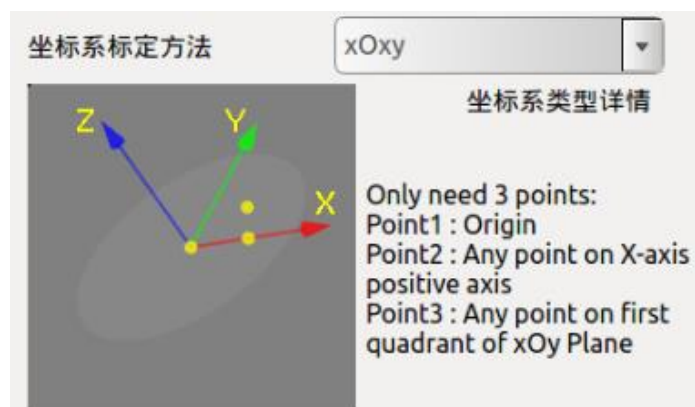 坐标系标定方法
xOxy
坐标系类型详情
Z
Y
X
Only need 3 points:
Point1 : Origin
Point2 : Any point on X-axis
positive axis
Point3 : Any point on first
quadrant of xOy Plane